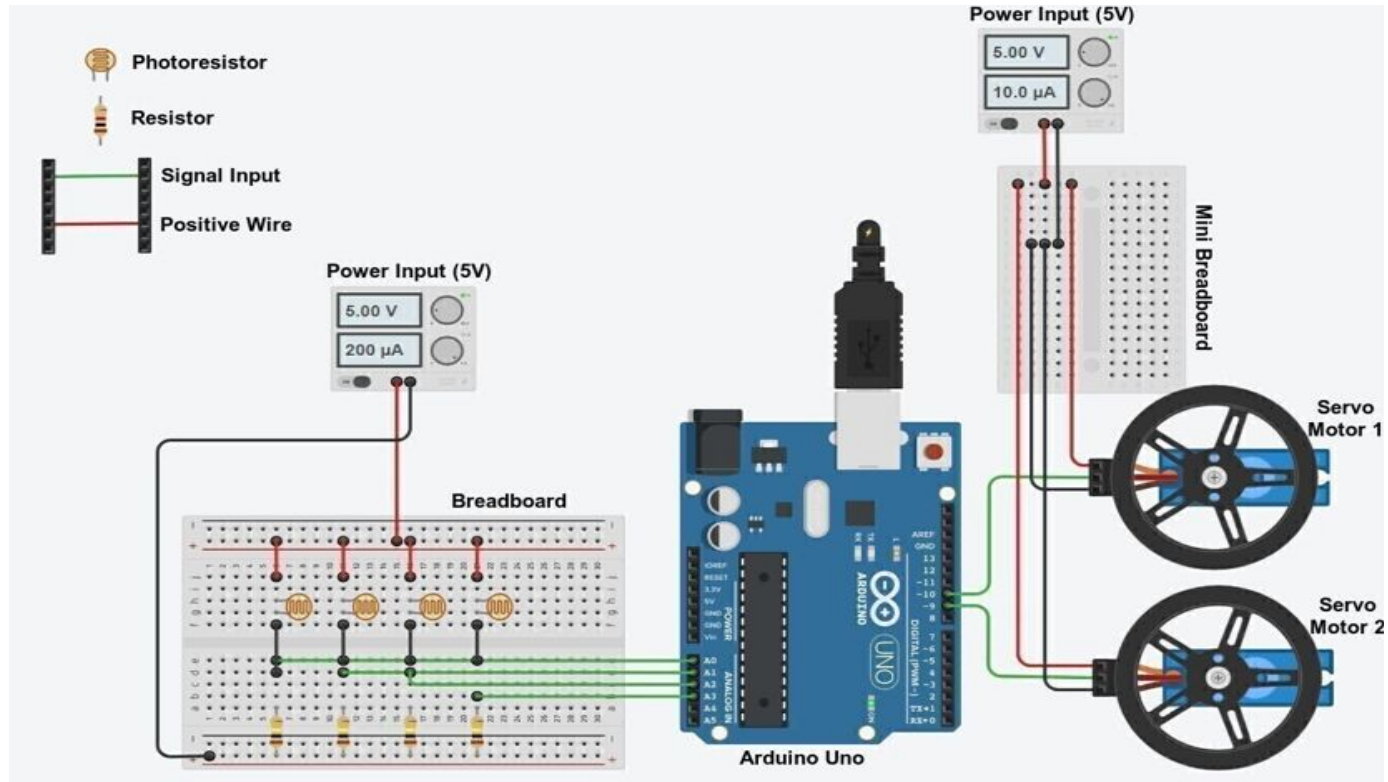 Power Input (5V)
5.00 V
10.0 µA
Photoresistor
Resistor
Signal Input
Positive Wire
Mini Breadboard
Power Input (5V)
5.00 V
200 µA
Servo
Motor 1
Breadboard
AREF
GND
13
12
~11
~10
~9
8
7
~6
~5
4
~3
2
TX→1
RX←0
IOREF
RESET
3.3V
5V
GND
GND
Vin
POWER
A0
A1
A2
A3
A4
A5
ANALOG IN
DIGITAL (PWM~)
TX
RX
L
ON
ARDUINO
UNO
Servo
Motor 2
Arduino Uno